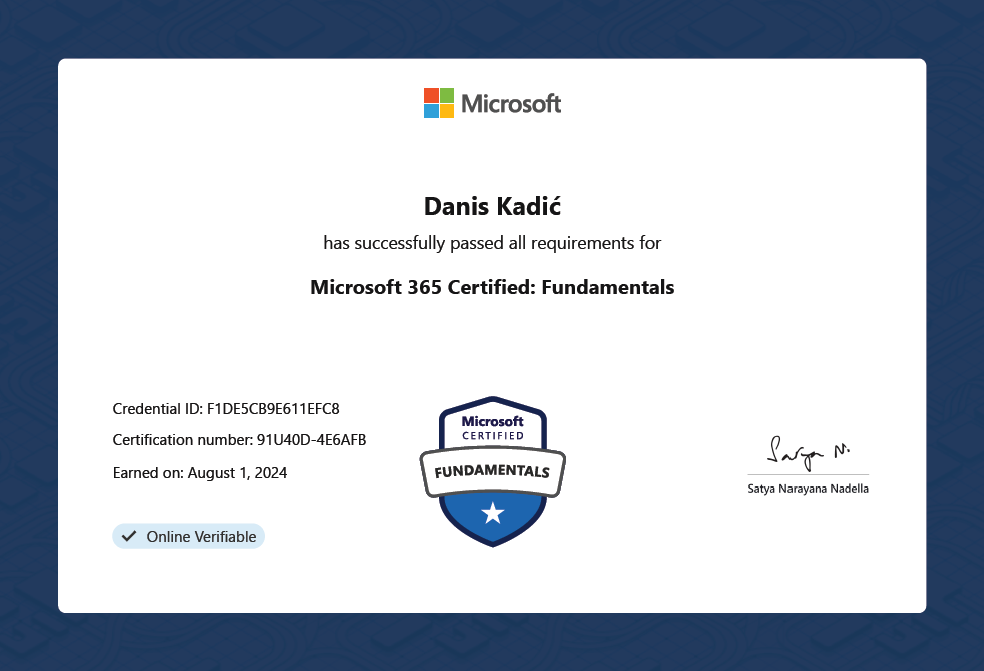 Microsoft
Danis Kadić
has successfully passed all requirements for
Microsoft 365 Certified: Fundamentals
Credential ID: F1DE5CB9E611EFC8
Certification number: 91U40D-4E6AFB
Earned on: August 1, 2024
Online Verifiable
Microsoft
CERTIFIED
FUNDAMENTALS
Satya N.
Satya Narayana Nadella